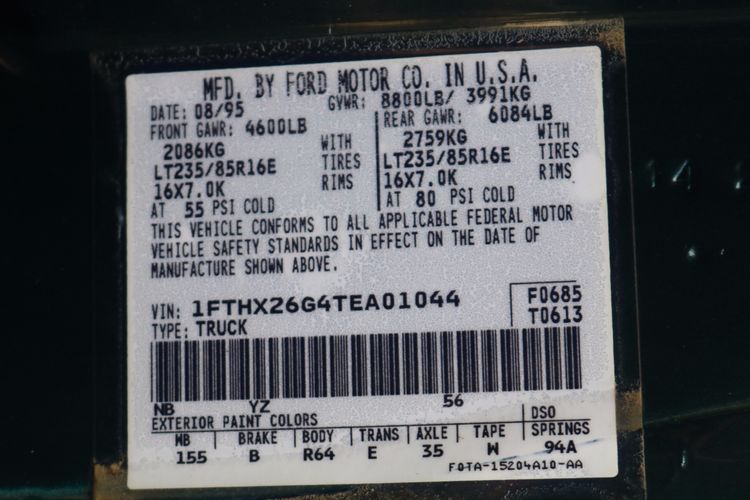 MFD. BY FORD MOTOR CO. IN U.S.A.
DATE: 08/95 GVWR: 8800LB/ 3991KG
FRONT GAWR: 4600LB REAR GAWR: 6084LB
2086KG WITH 2759KG WITH
LT235/85R16E TIRES LT235/85R16E TIRES
16X7.0K RIMS 16X7.0K RIMS
AT 55 PSI COLD AT 80 PSI COLD
THIS VEHICLE CONFORMS TO ALL APPLICABLE FEDERAL MOTOR
VEHICLE SAFETY STANDARDS IN EFFECT ON THE DATE OF
MANUFACTURE SHOWN ABOVE.
VIN: 1FTHX26G4TEA01044 F0685
TYPE: TRUCK T0613
NB YZ 56
EXTERIOR PAINT COLORS DSO
WB BRAKE BODY TRANS AXLE TAPE SPRINGS
155 B R64 E 35 W 94A
F0TA-15204A10-AA
14